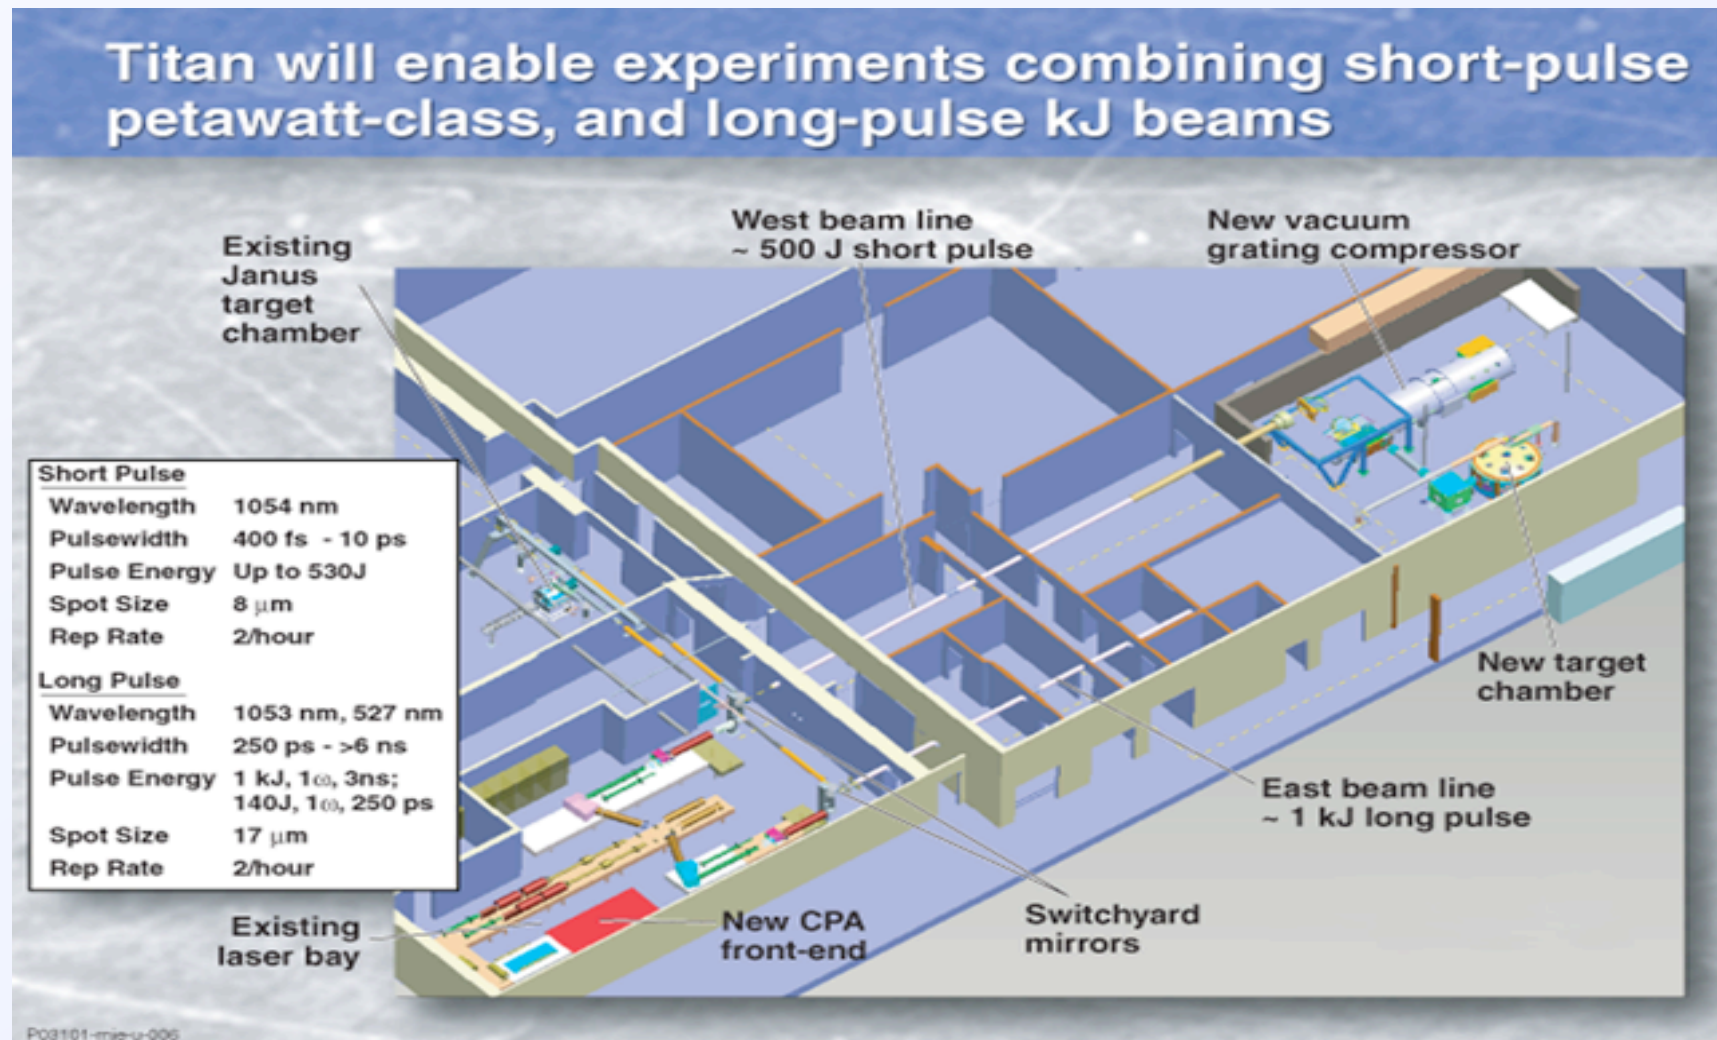 Titan will enable experiments combining short-pulse
petawatt-class, and long-pulse kJ beams
Existing
Janus
target
chamber
West beam line
~ 500 J short pulse
New vacuum
grating compressor
Short Pulse
Wavelength 1054 nm
Pulsewidth 400 fs - 10 ps
Pulse Energy Up to 530J
Spot Size 8 μm
Rep Rate 2/hour
Long Pulse
Wavelength 1053 nm, 527 nm
Pulsewidth 250 ps - >6 ns
Pulse Energy 1 kJ, 1ω, 3ns;
140J, 1ω, 250 ps
Spot Size 17 μm
Rep Rate 2/hour
New target
chamber
East beam line
~ 1 kJ long pulse
Switchyard
mirrors
New CPA
front-end
Existing
laser bay
P03101-mje-u-006